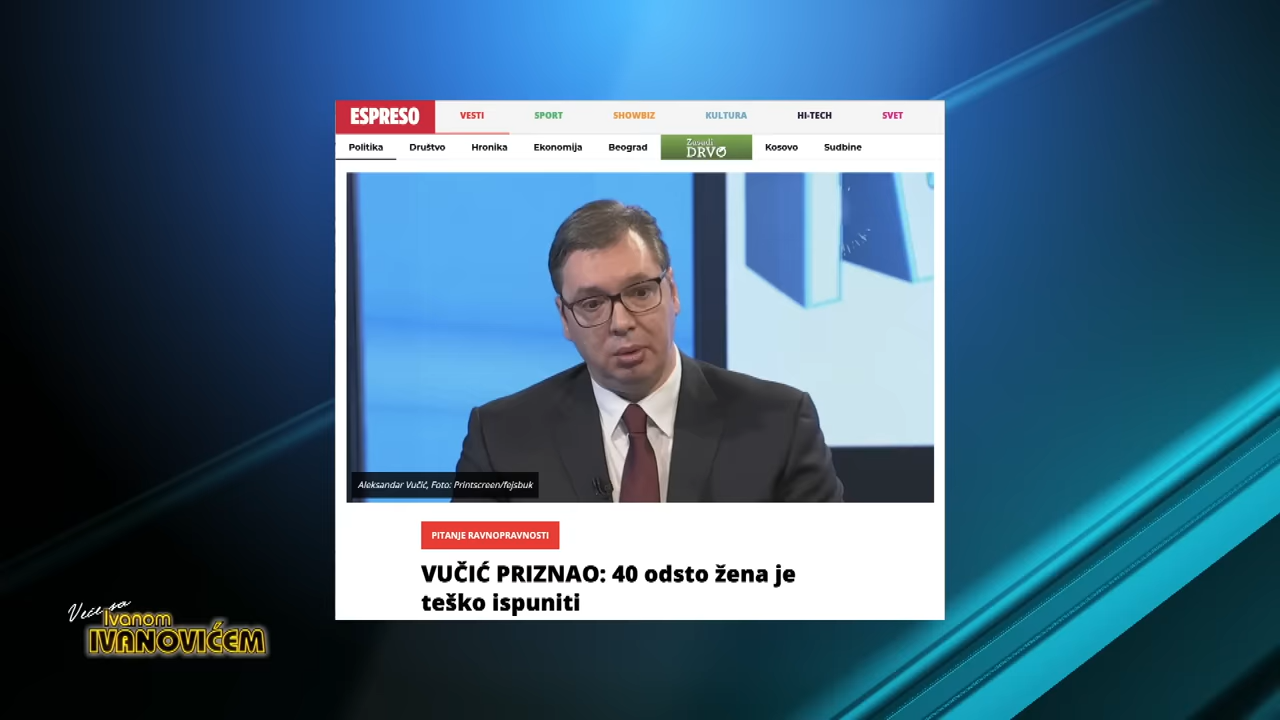 ESPRESO
VESTI SPORT SHOWBIZ KULTURA HI-TECH SVET
Politika Društvo Hronika Ekonomija Beograd Zasadi DRVO Kosovo Sudbine
Aleksandar Vučić, Foto: Printscreen/fejsbuk
PITANJE RAVNOPRAVNOSTI
VUČIĆ PRIZNAO: 40 odsto žena je
teško ispuniti
Veče sa
Ivanom
IVANOVIĆEM